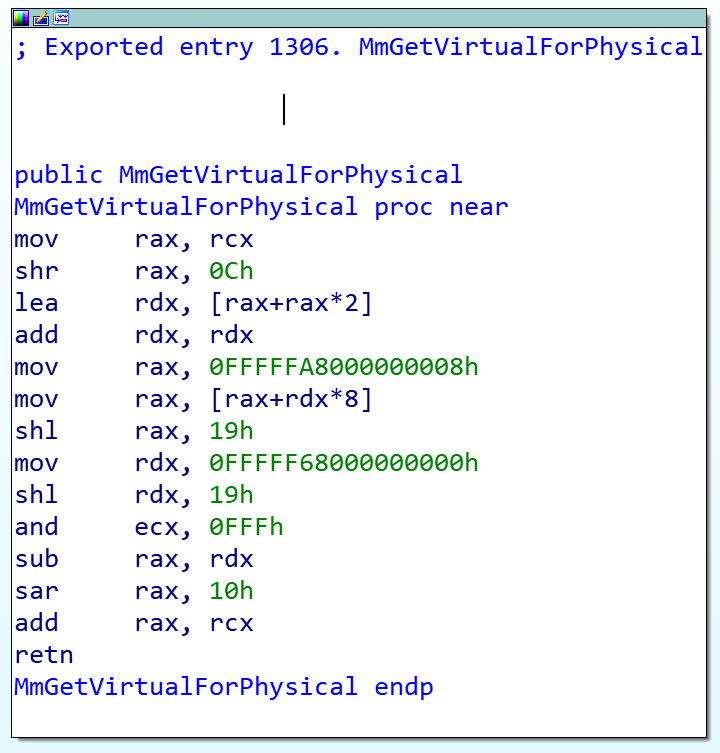 ; Exported entry 1306. MmGetVirtualForPhysical
public MmGetVirtualForPhysical
MmGetVirtualForPhysical proc near
mov     rax, rcx
shr     rax, 0Ch
lea     rdx, [rax+rax*2]
add     rdx, rdx
mov     rax, 0FFFFFA8000000008h
mov     rax, [rax+rdx*8]
shl     rax, 19h
mov     rdx, 0FFFFF68000000000h
shl     rdx, 19h
and     ecx, 0FFFh
sub     rax, rdx
sar     rax, 10h
add     rax, rcx
retn
MmGetVirtualForPhysical endp